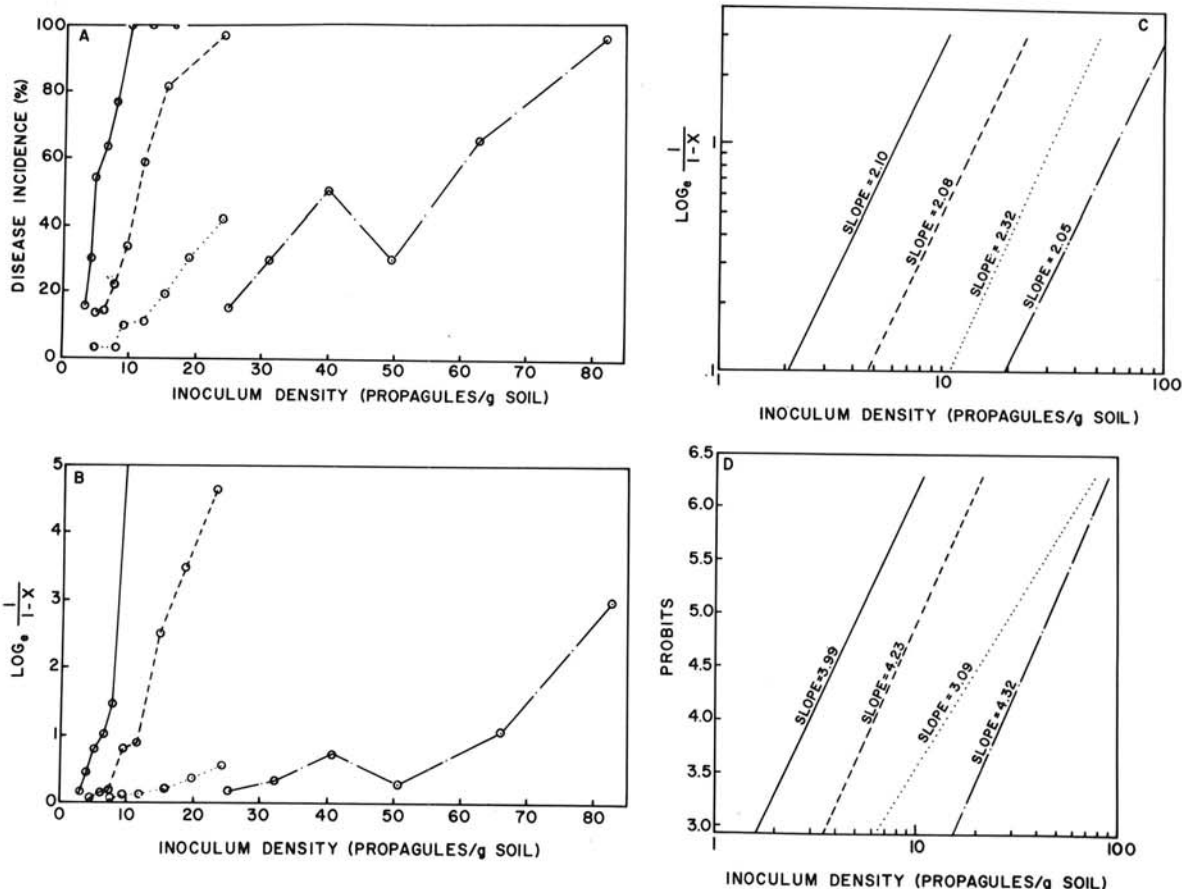 A
DISEASE INCIDENCE (%)
100
80
60
40
20
0
0 10 20 30 40 50 60 70 80
INOCULUM DENSITY (PROPAGULES/g SOIL)
B
LOGe 1
1-X
5
4
3
2
1
0
0 10 20 30 40 50 60 70 80
INOCULUM DENSITY (PROPAGULES/g SOIL)
C
LOGe 1
1-X
1
.1
SLOPE = 2.10
SLOPE = 2.08
SLOPE = 2.32
SLOPE = 2.05
1 10 100
INOCULUM DENSITY (PROPAGULES/g SOIL)
D
PROBITS
6.5
6.0
5.5
5.0
4.5
4.0
3.5
3.0
SLOPE=3.99
SLOPE=4.23
SLOPE=3.09
SLOPE=4.32
1 10 100
INOCULUM DENSITY (PROPAGULES/g SOIL)